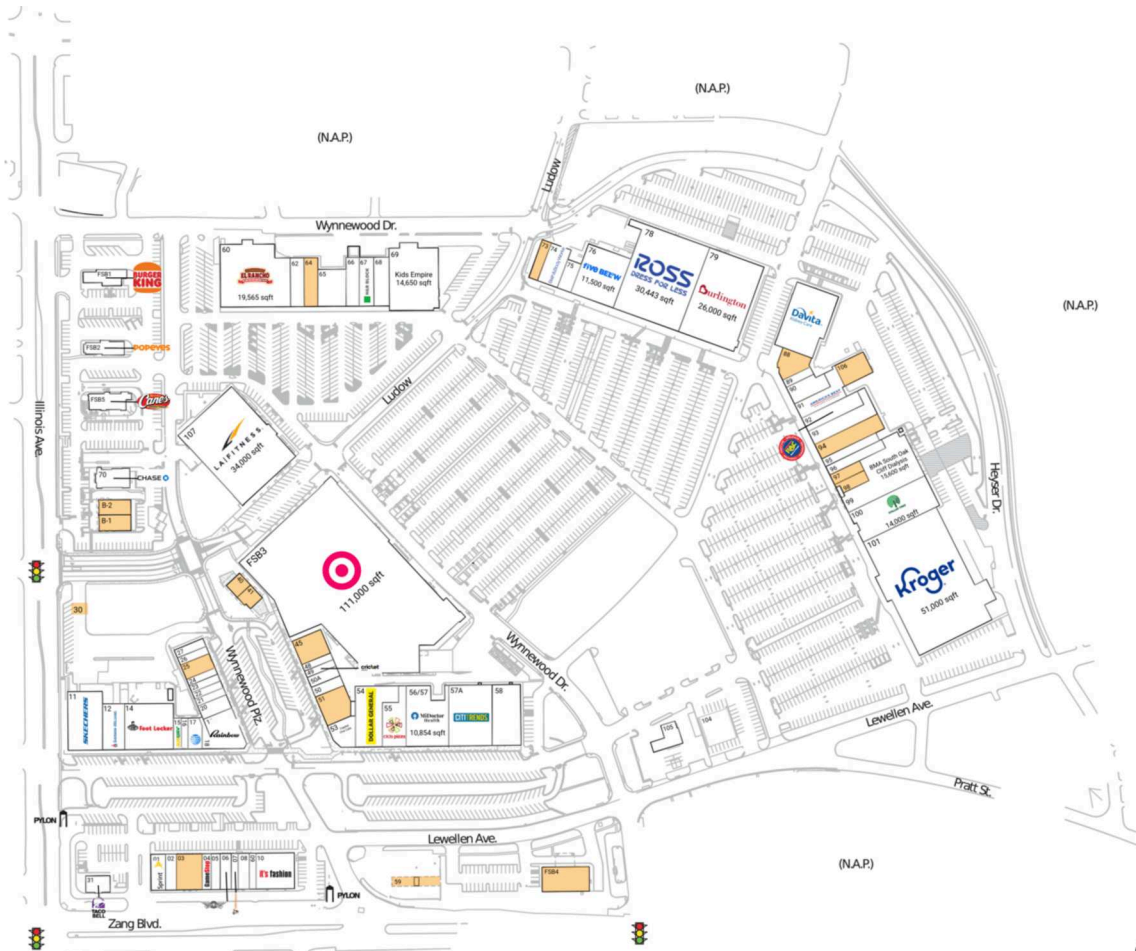 (N.A.P.)
(N.A.P.)
Ludow
Wynnewood Dr.
60
EL RANCHO
19,565 sqft
62
64
65
66
67
68
69
Kids Empire
14,650 sqft
73
74
75
76
FIVE BELOW
11,500 sqft
78
ROSS
DRESS FOR LESS
30,443 sqft
79
Burlington
26,000 sqft
(N.A.P.)
FSB1
BURGER
KING
FSB2
POPEYES
FSB5
Cane's
Illinois Ave.
Ludow
107
LA|FITNESS.
34,000 sqft
70
CHASE
B-2
B-1
DaVita.
88
89
90
106
91
92
93
94
95
96
97
98
BMA South Oak
Cliff Dialysis
15,600 sqft
99
100
14,000 sqft
101
Kroger
51,000 sqft
Heyser Dr.
FSB3
111,000 sqft
40
41
30
Wynnewood Plz.
Wynnewood Dr.
27
26
25
45
cricket
50A
50
51
53
11
SKECHERS
12
14
Foot Locker
15
17
18
Rainbow
54
DOLLAR GENERAL
55
56/57
10,854 sqft
57A
CITI TRENDS
58
105
104
Lewellen Ave.
Pratt St.
PYLON
Lewellen Ave.
(N.A.P.)
31
TACO
BELL
Sprint
02
03
04
GameStop
05
06
07
08
09
10
It's fashion
PYLON
59
FSB4
Zang Blvd.